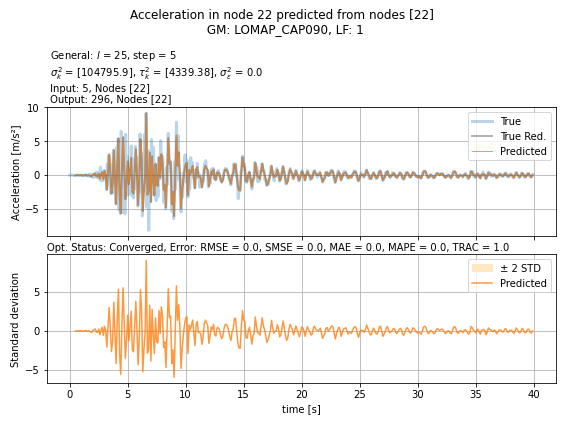 Acceleration in node 22 predicted from nodes [22]
GM: LOMAP_CAP090, LF: 1
General: l = 25, step = 5
σ²ₖ = [104795.9], τ²ₖ = [4339.38], σ²ε = 0.0
Input: 5, Nodes [22]
Output: 296, Nodes [22]
Acceleration [m/s²]
10
5
0
−5
True
True Red.
Predicted
Opt. Status: Converged, Error: RMSE = 0.0, SMSE = 0.0, MAE = 0.0, MAPE = 0.0, TRAC = 1.0
Standard deviation
5
0
−5
± 2 STD
Predicted
0 5 10 15 20 25 30 35 40
time [s]